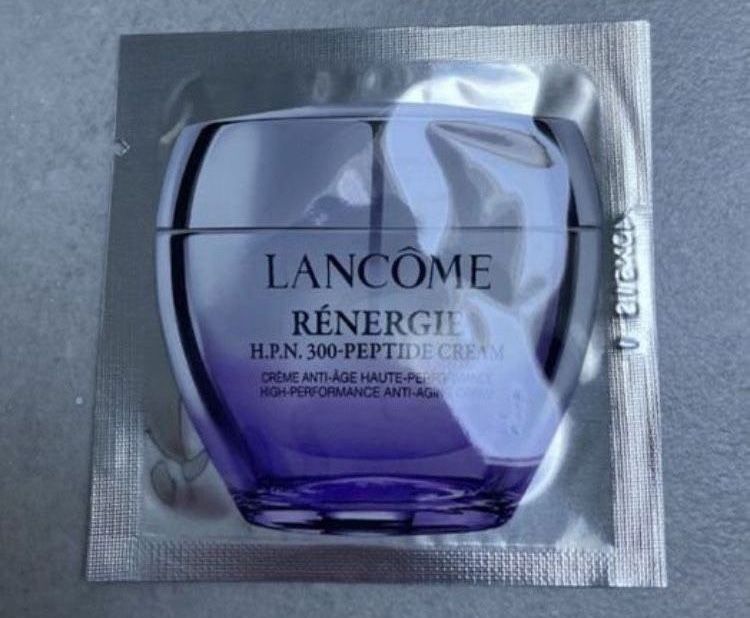 LANCÔME
RÉNERGIE
H.P.N. 300-PEPTIDE CREAM
CRÈME ANTI-ÂGE HAUTE-PERFORMANCE
HIGH-PERFORMANCE ANTI-AGING CREAM